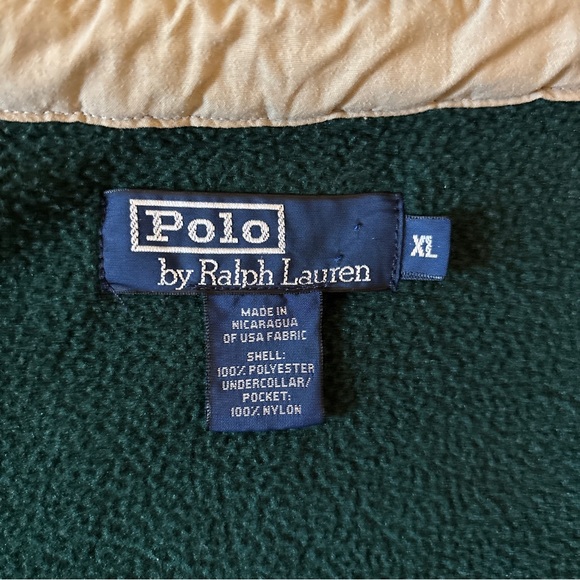 Polo
by Ralph Lauren
XL
MADE IN
NICARAGUA
OF USA FABRIC
SHELL:
100% POLYESTER
UNDERCOLLAR/
POCKET:
100% NYLON